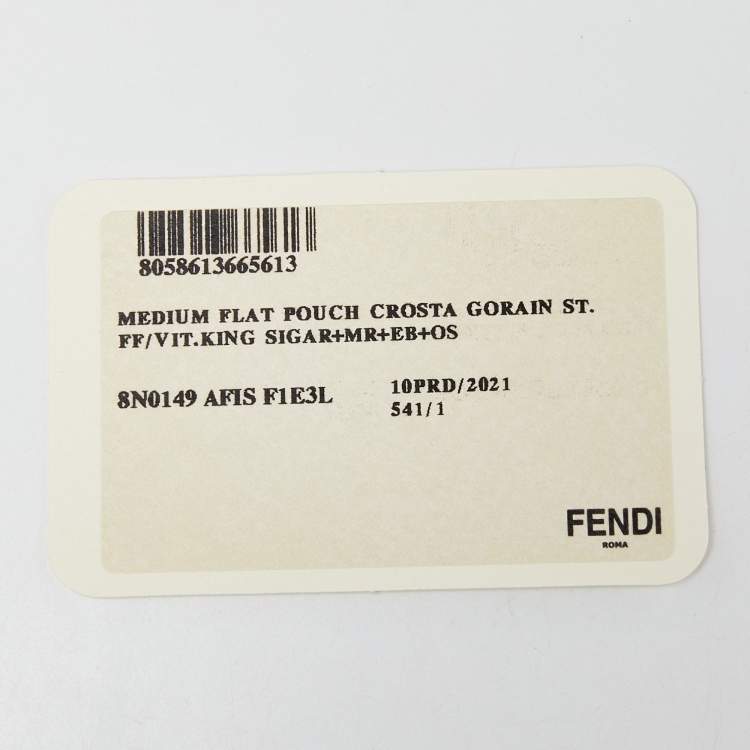 8058613665613
MEDIUM FLAT POUCH CROSTA GORAIN ST.
FF/VIT.KING SIGAR+MR+EB+OS
8N0149 AFIS F1E3L
10PRD/2021
541/1
FENDI
ROMA